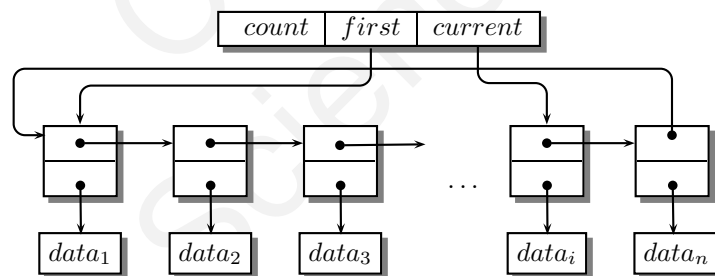 count first current
...
data₁ data₂ data₃ dataᵢ dataₙ